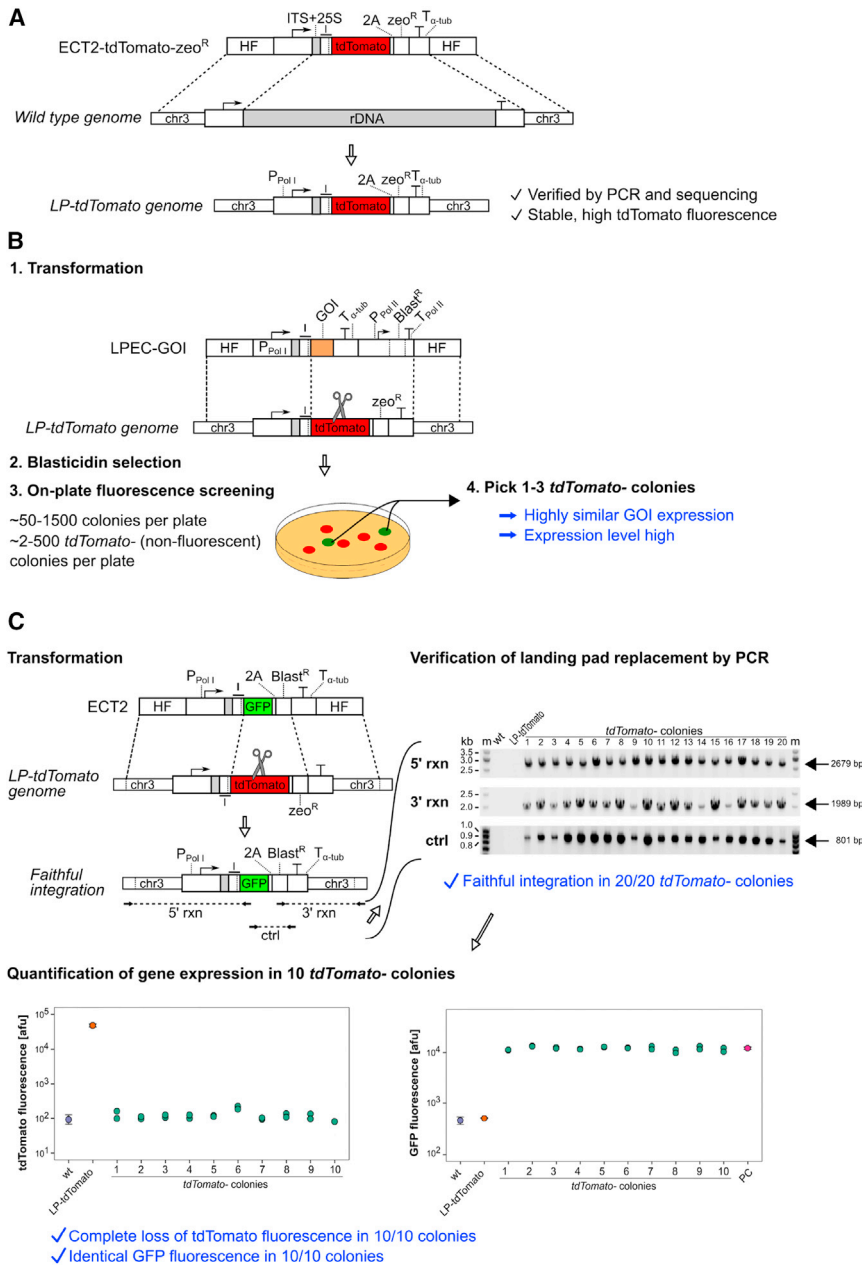 A
ITS+25S
2A zeoR Tα-tub
I
ECT2-tdTomato-zeoR
HF tdTomato HF
Wild type genome
chr3 rDNA chr3
PPol I I 2A zeoR Tα-tub
LP-tdTomato genome
chr3 tdTomato chr3
✓ Verified by PCR and sequencing
✓ Stable, high tdTomato fluorescence
B
1. Transformation
I GOI Tα-tub PPol II BlastR TPol II
LPEC-GOI
HF PPol I HF
I zeoR
LP-tdTomato genome
chr3 tdTomato chr3
2. Blasticidin selection
3. On-plate fluorescence screening
~50-1500 colonies per plate
~2-500 tdTomato- (non-fluorescent)
colonies per plate
4. Pick 1-3 tdTomato- colonies
Highly similar GOI expression
Expression level high
C
Transformation
PPol I I 2A BlastR Tα-tub
ECT2
HF GFP HF
LP-tdTomato
genome
chr3 tdTomato chr3
I zeoR
Faithful
integration
PPol I I 2A BlastR Tα-tub
chr3 GFP chr3
5' rxn 3' rxn
ctrl
Verification of landing pad replacement by PCR
tdTomato- colonies
kb m wt LP-tdTomato 1 2 3 4 5 6 7 8 9 10 11 12 13 14 15 16 17 18 19 20 m
5' rxn 3.5 3.0 2.5 2679 bp
3' rxn 2.5 2.0 1989 bp
ctrl 1.0 0.9 0.8 801 bp
✓ Faithful integration in 20/20 tdTomato- colonies
Quantification of gene expression in 10 tdTomato- colonies
tdTomato fluorescence [afu]
10^5
10^4
10^3
10^2
10^1
wt LP-tdTomato 1 2 3 4 5 6 7 8 9 10
tdTomato- colonies
GFP fluorescence [afu]
10^4
10^3
10^2
wt LP-tdTomato 1 2 3 4 5 6 7 8 9 10 PC
tdTomato- colonies
✓ Complete loss of tdTomato fluorescence in 10/10 colonies
✓ Identical GFP fluorescence in 10/10 colonies